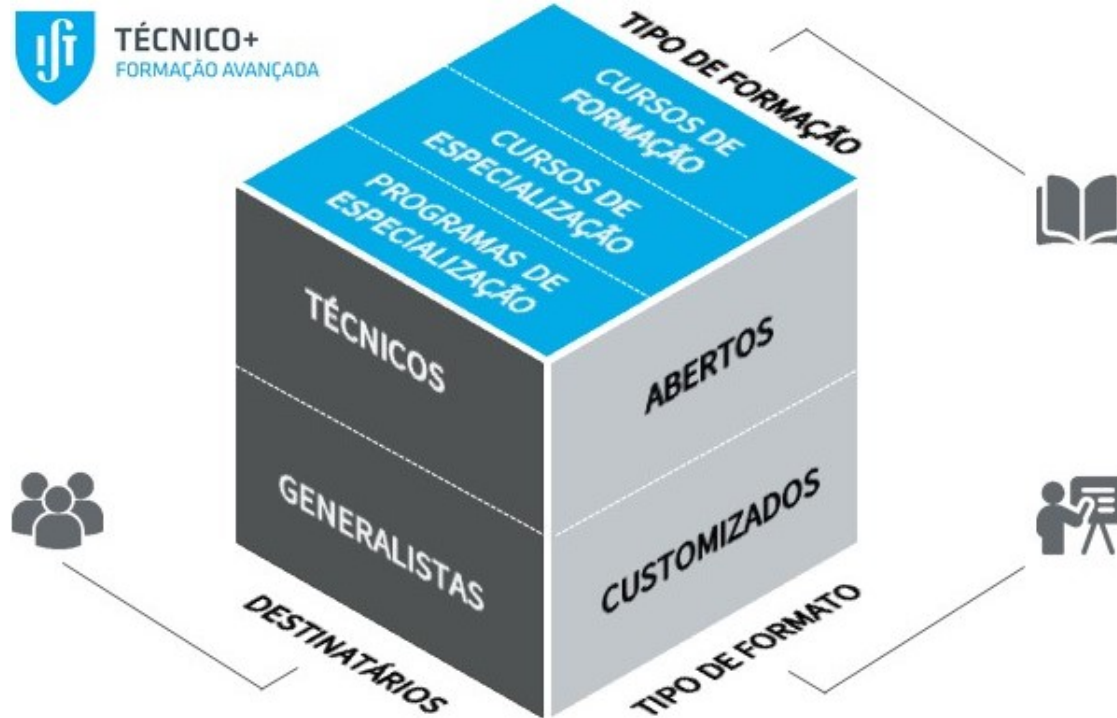 TÉCNICO+
FORMAÇÃO AVANÇADA
TIPO DE FORMAÇÃO
CURSOS DE
FORMAÇÃO
CURSOS DE
ESPECIALIZAÇÃO
PROGRAMAS DE
ESPECIALIZAÇÃO
TÉCNICOS
GENERALISTAS
ABERTOS
CUSTOMIZADOS
DESTINATÁRIOS
TIPO DE FORMATO